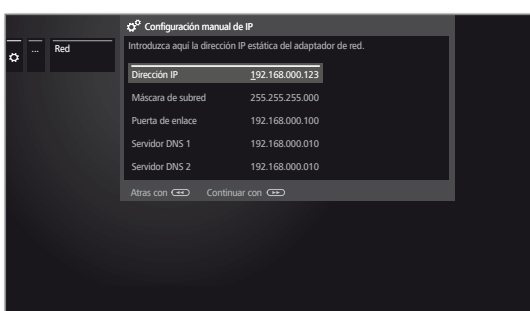 Configuración manual de IP
... Red
Introduzca aquí la dirección IP estática del adaptador de red.
Dirección IP 192.168.000.123
Máscara de subred 255.255.255.000
Puerta de enlace 192.168.000.100
Servidor DNS 1 192.168.000.010
Servidor DNS 2 192.168.000.010
Atras con Continuar con